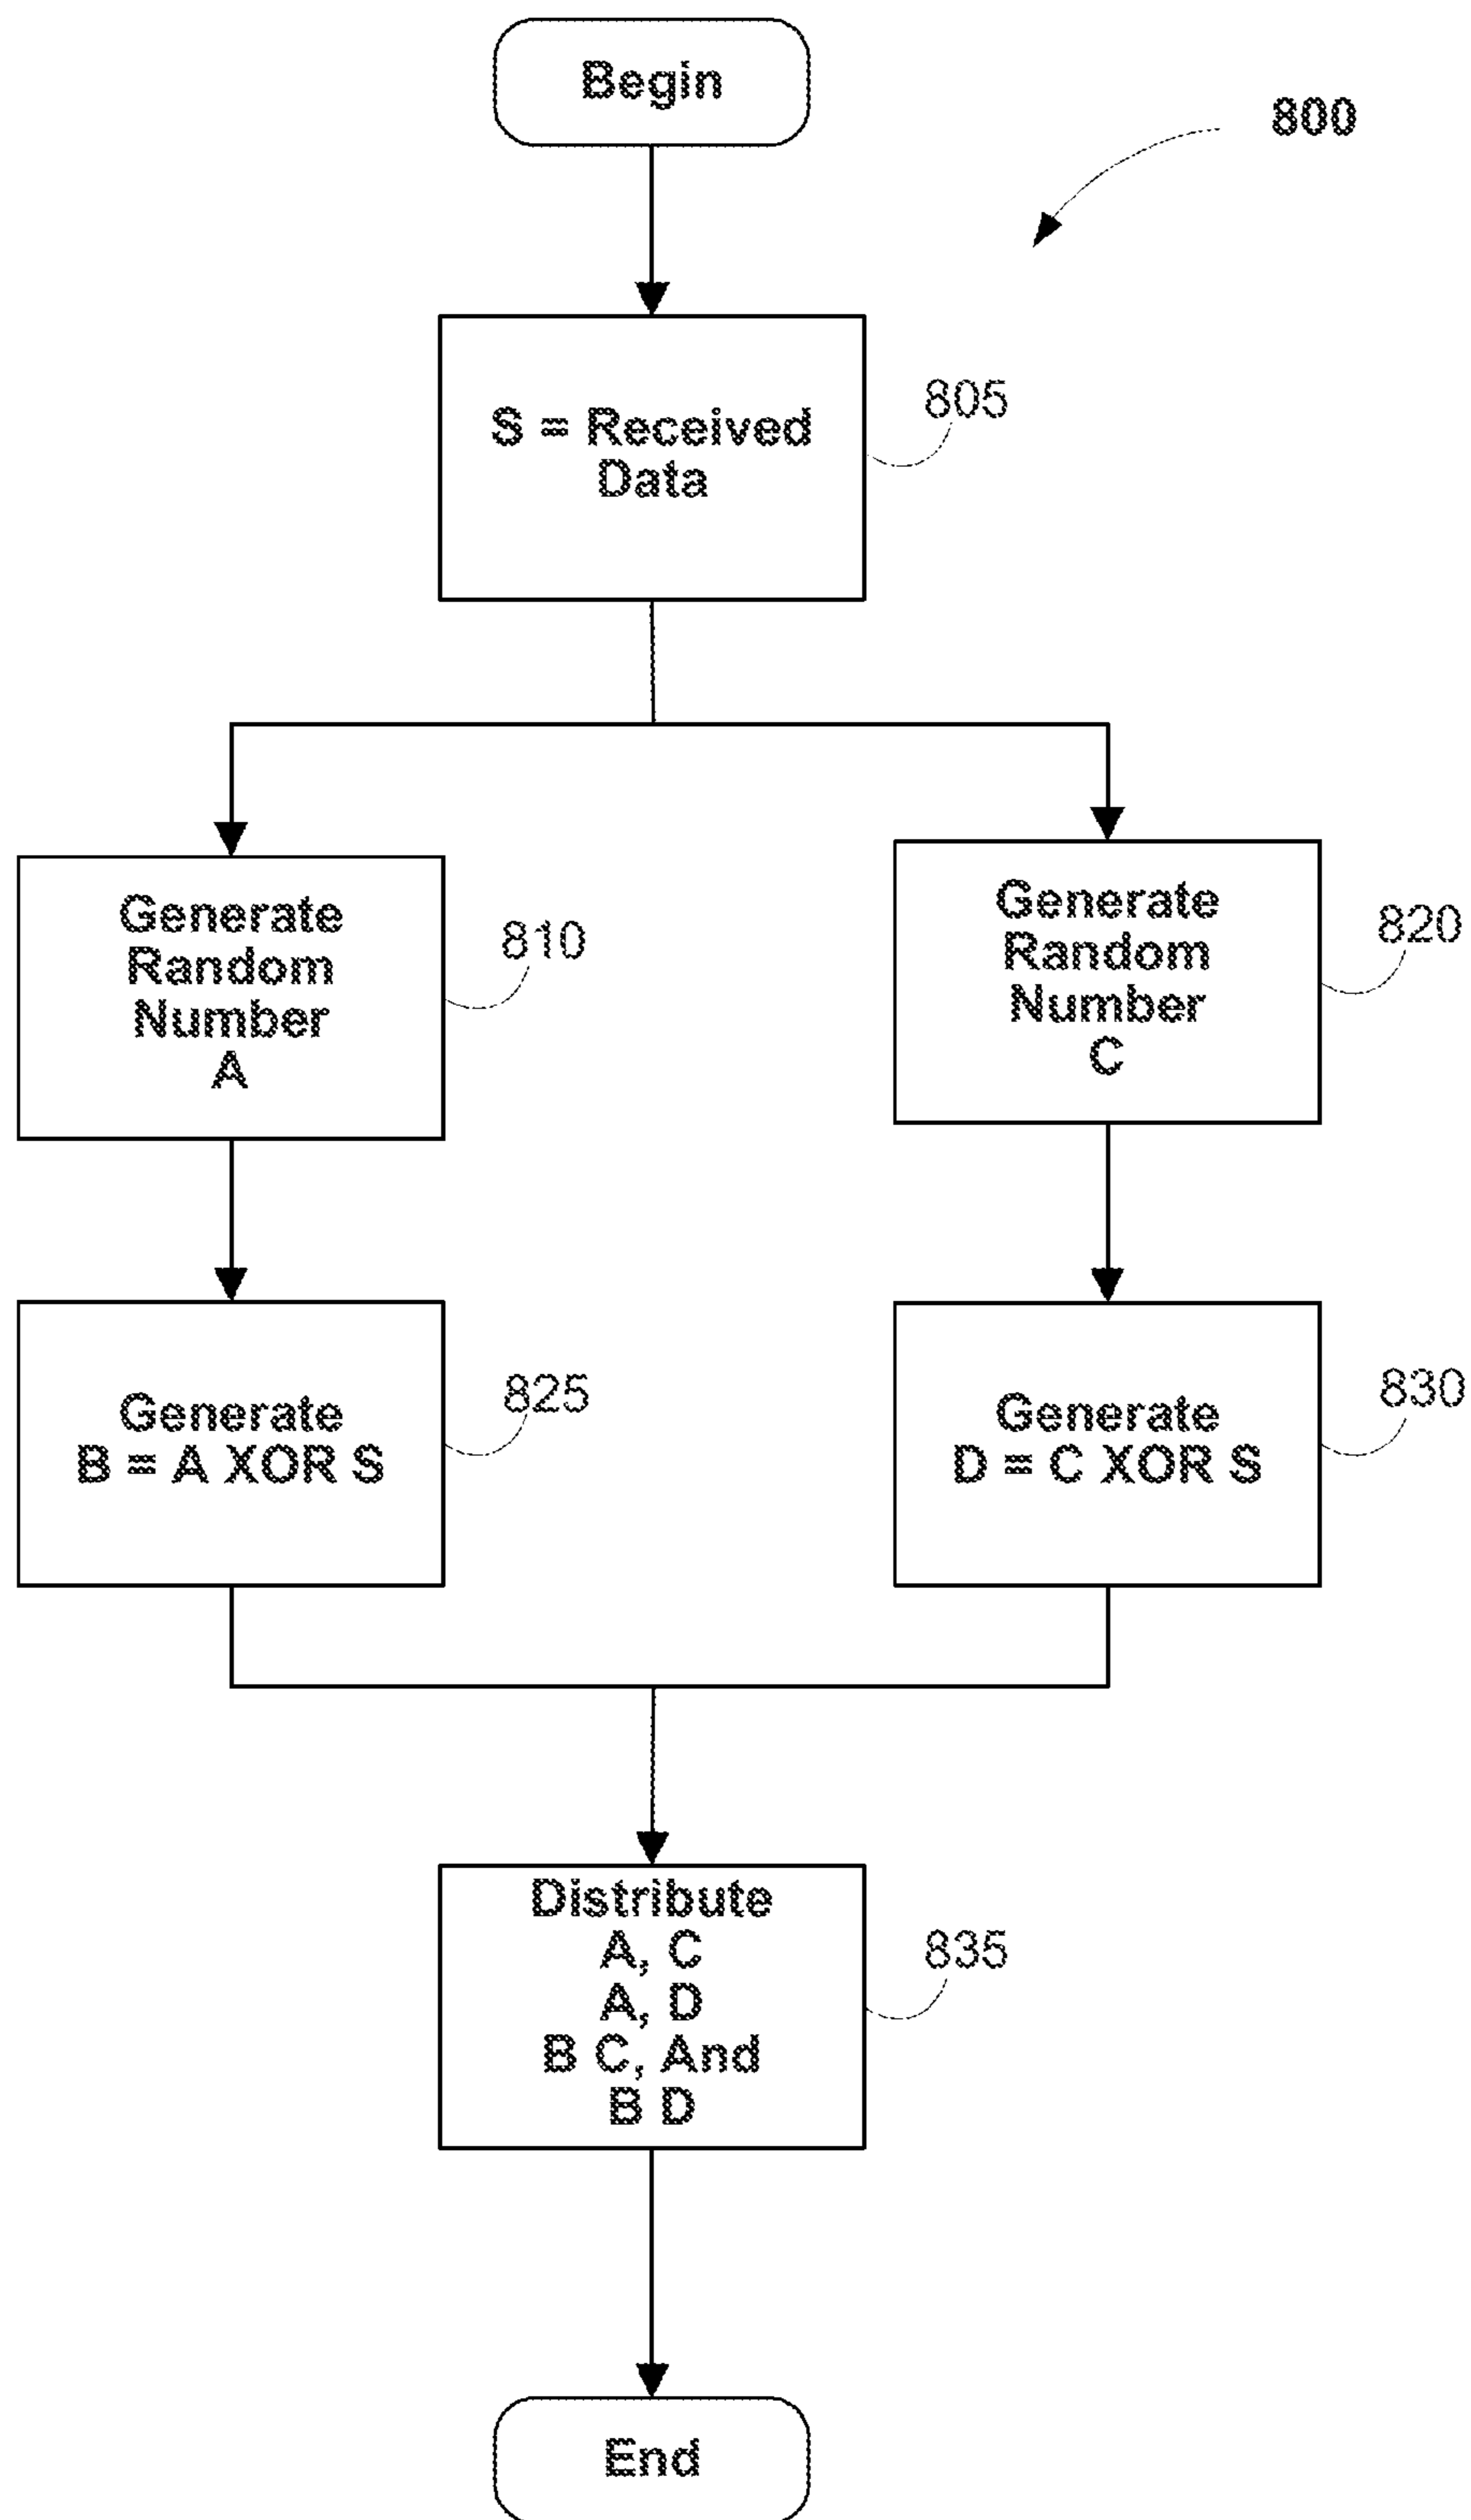 Begin
800
S = Received
Data
805
Generate
Random
Number
A
810
Generate
Random
Number
C
820
Generate
B = A XOR S
825
Generate
D = C XOR S
830
Distribute
A, C
A, D
B C, And
B D
835
End